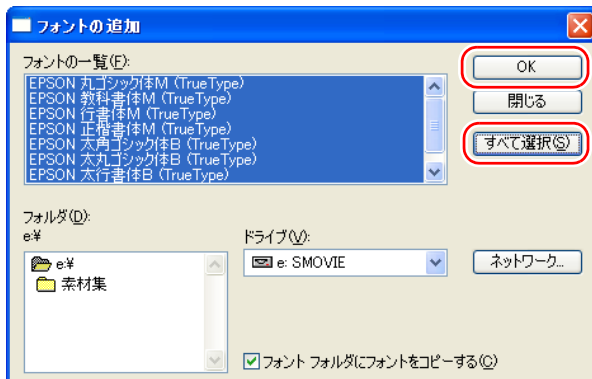 フォントの追加
フォントの一覧(F):
EPSON 丸ゴシック体M (TrueType)
EPSON 教科書体M (TrueType)
EPSON 行書体M (TrueType)
EPSON 正楷書体M (TrueType)
EPSON 太角ゴシック体B (TrueType)
EPSON 太丸ゴシック体B (TrueType)
EPSON 太行書体B (TrueType)
OK
閉じる
すべて選択(S)
フォルダ(D):
e:¥
e:¥
素材集
ドライブ(V):
e: SMOVIE
ネットワーク...
フォント フォルダにフォントをコピーする(C)